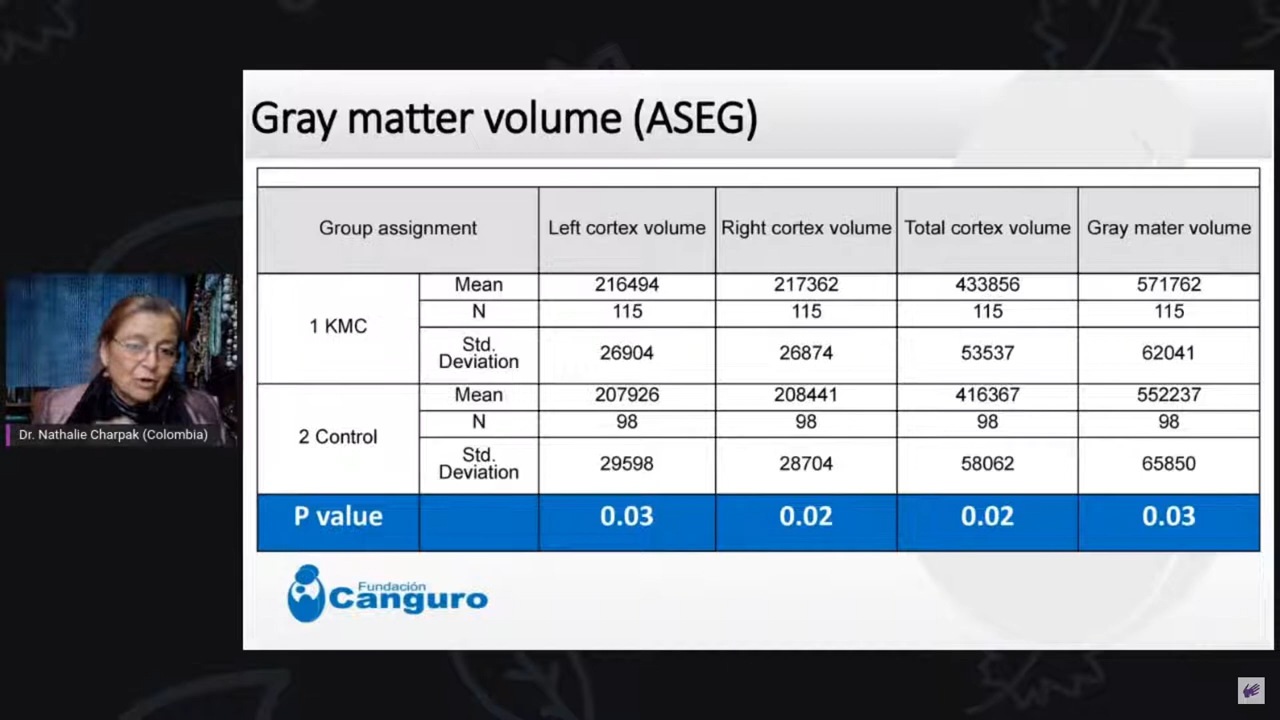 Gray matter volume (ASEG)
Group assignment Left cortex volume Right cortex volume Total cortex volume Gray mater volume
1 KMC
Mean 216494 217362 433856 571762
N 115 115 115 115
Std. Deviation 26904 26874 53537 62041
2 Control
Mean 207926 208441 416367 552237
N 98 98 98 98
Std. Deviation 29598 28704 58062 65850
P value 0.03 0.02 0.02 0.03
Fundación
Canguro
Dr. Nathalie Charpak (Colombia)